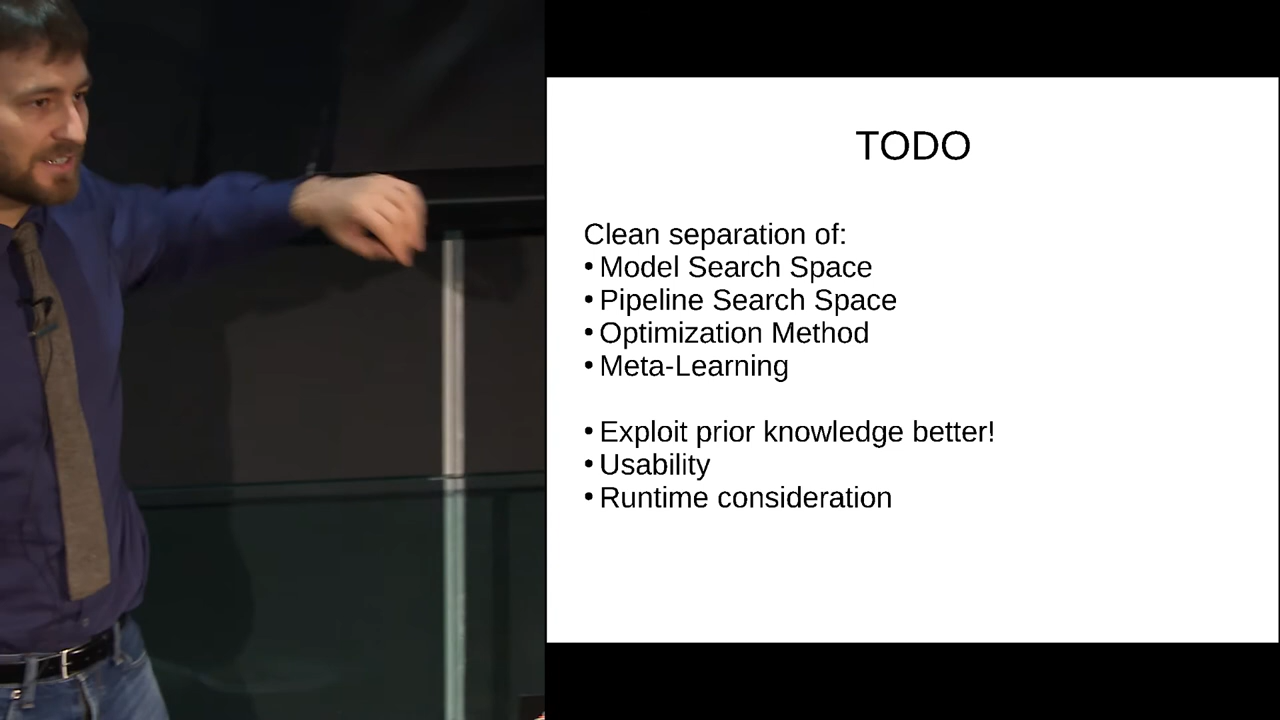 TODO
Clean separation of:
• Model Search Space
• Pipeline Search Space
• Optimization Method
• Meta-Learning
• Exploit prior knowledge better!
• Usability
• Runtime consideration